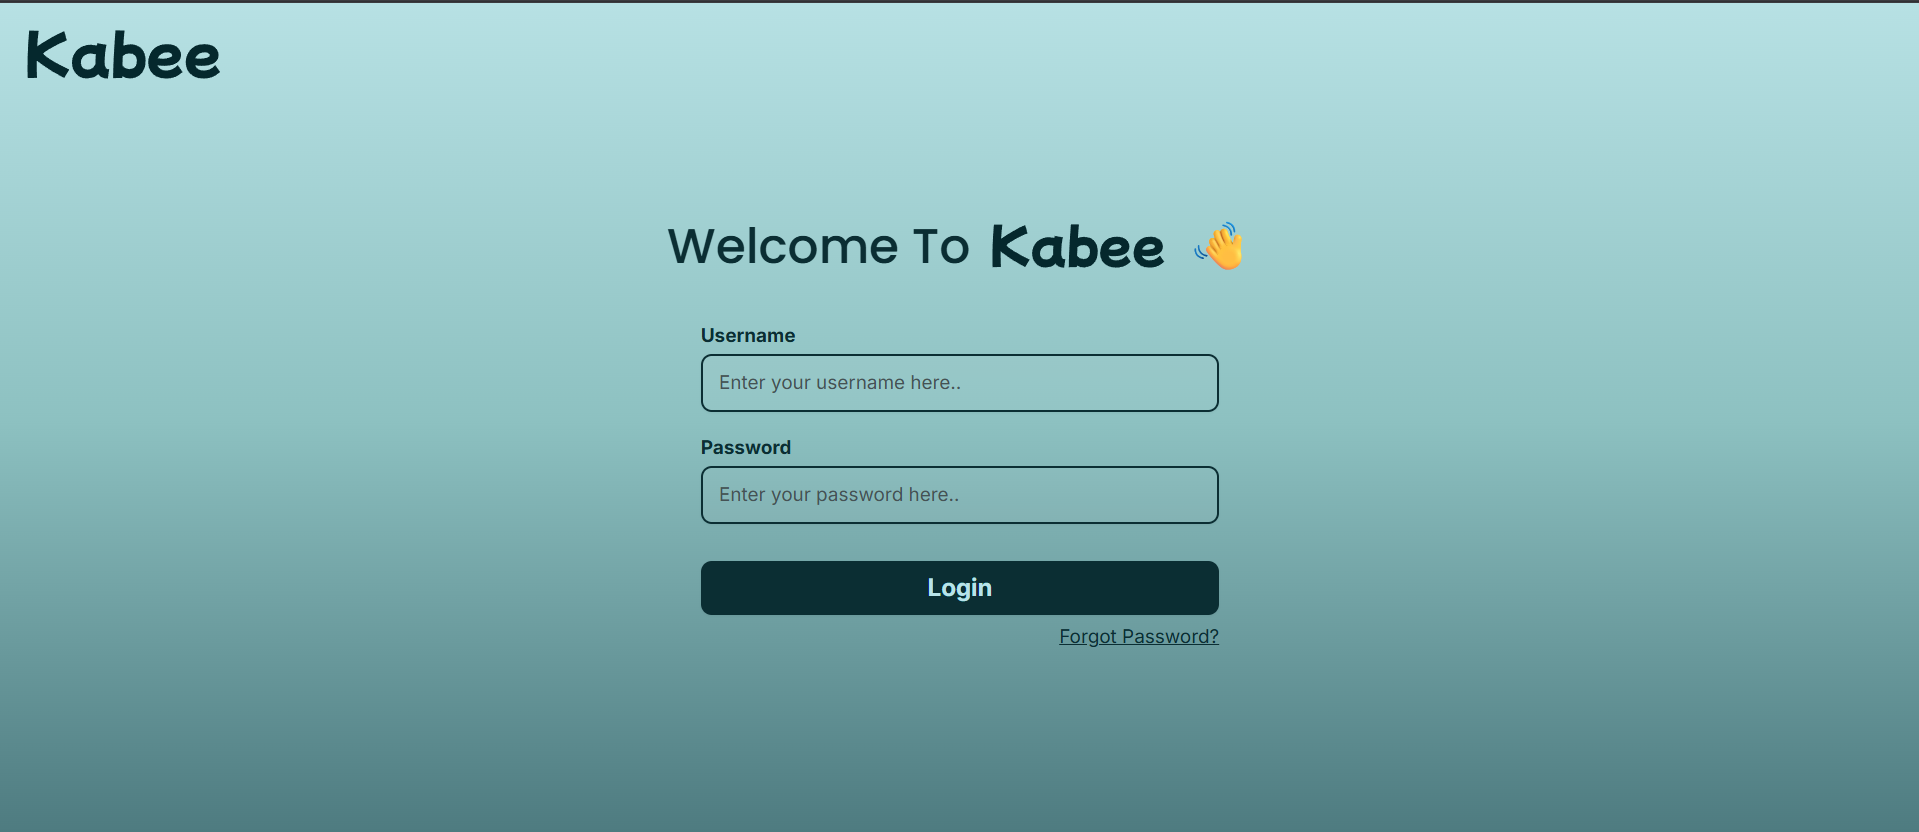 Kabee
Welcome To Kabee 👋
Username
Enter your username here..
Password
Enter your password here..
Login
Forgot Password?